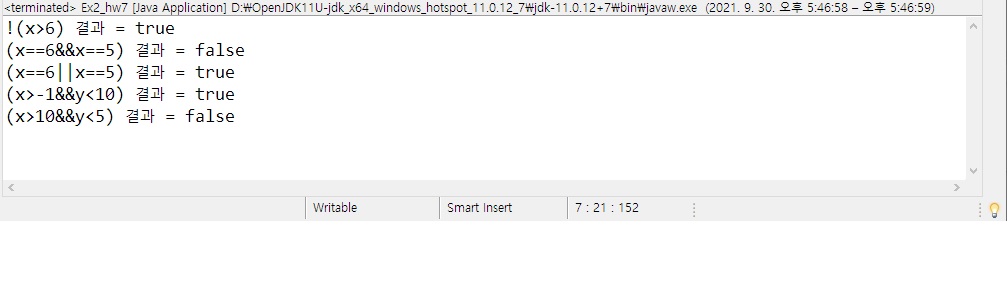 <terminated> Ex2_hw7 [Java Application] D:₩OpenJDK11U-jdk_x64_windows_hotspot_11.0.12_7₩jdk-11.0.12+7₩bin₩javaw.exe (2021. 9. 30. 오후 5:46:58 – 오후 5:46:59)
!(x>6) 결과 = true
(x==6&&x==5) 결과 = false
(x==6||x==5) 결과 = true
(x>-1&&y<10) 결과 = true
(x>10&&y<5) 결과 = false
Writable Smart Insert 7 : 21 : 152